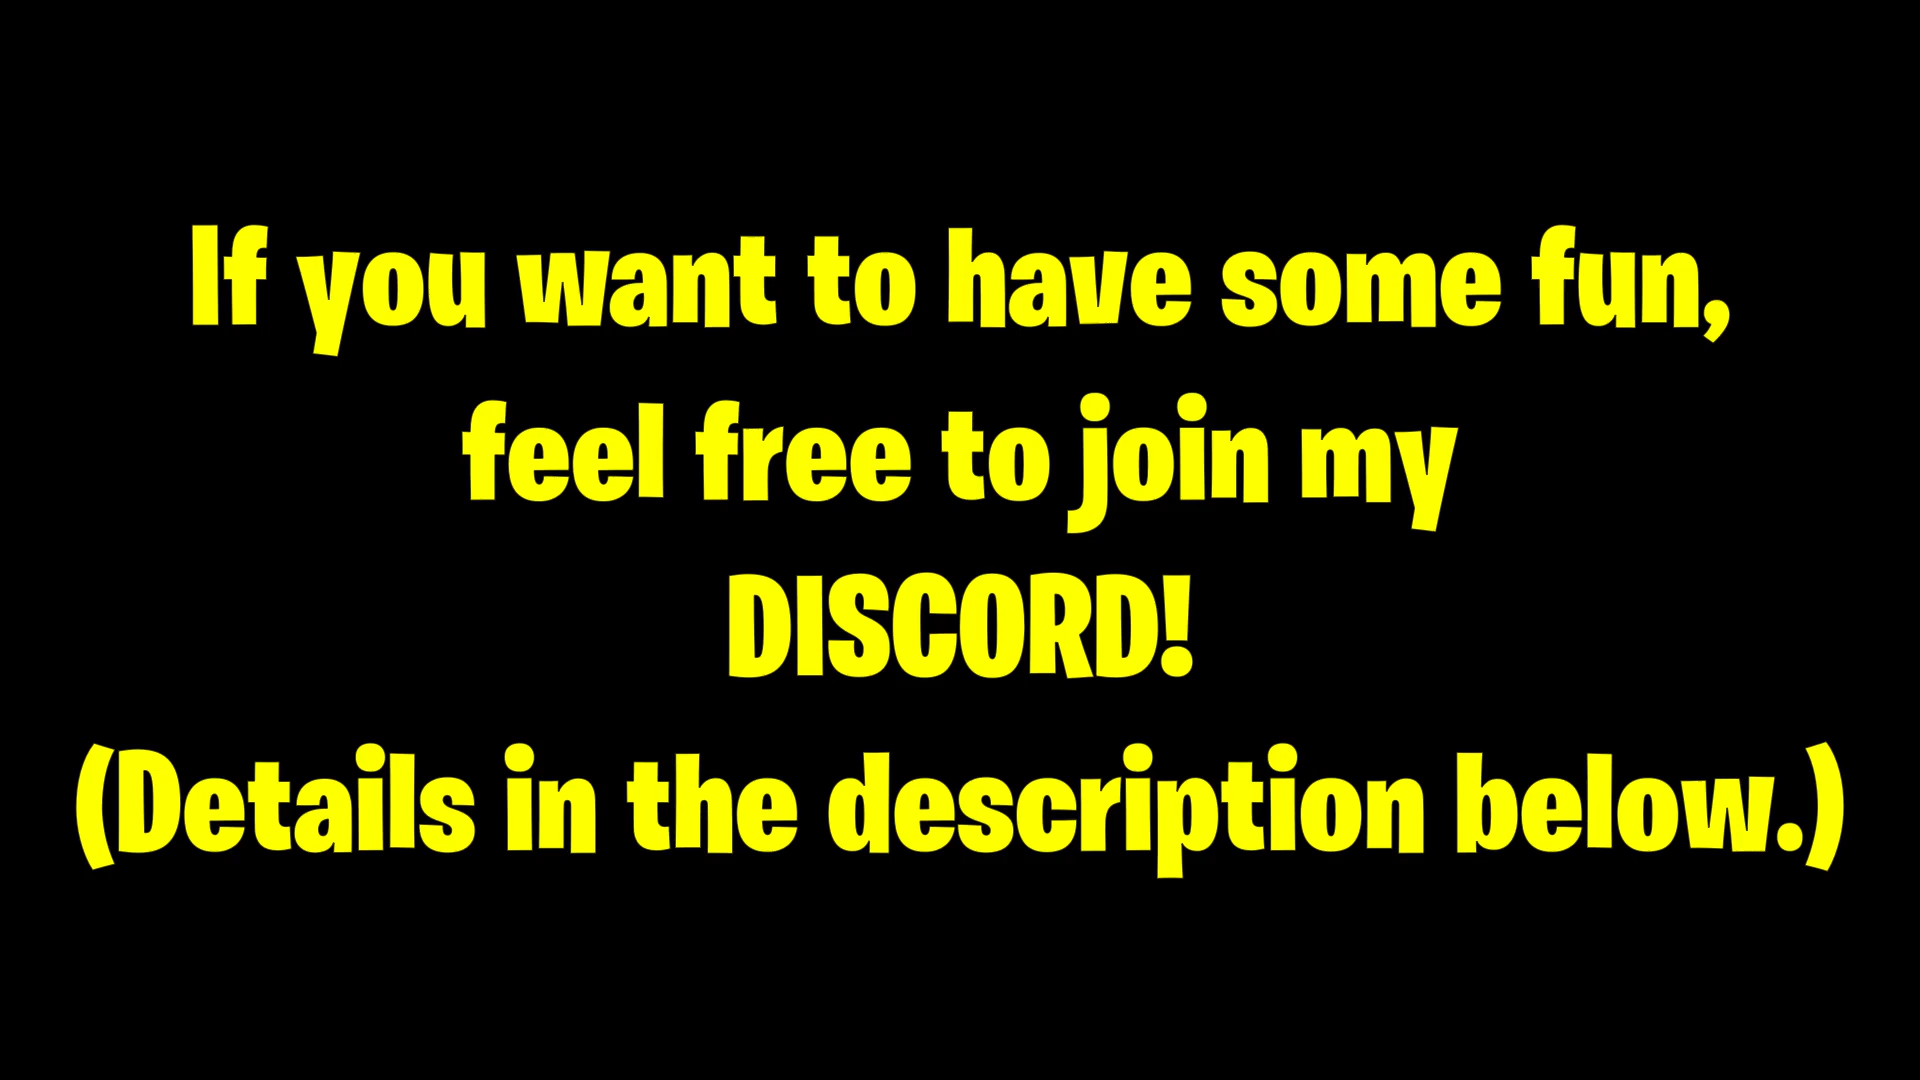 If you want to have some fun,
feel free to join my
DISCORD!
(Details in the description below.)